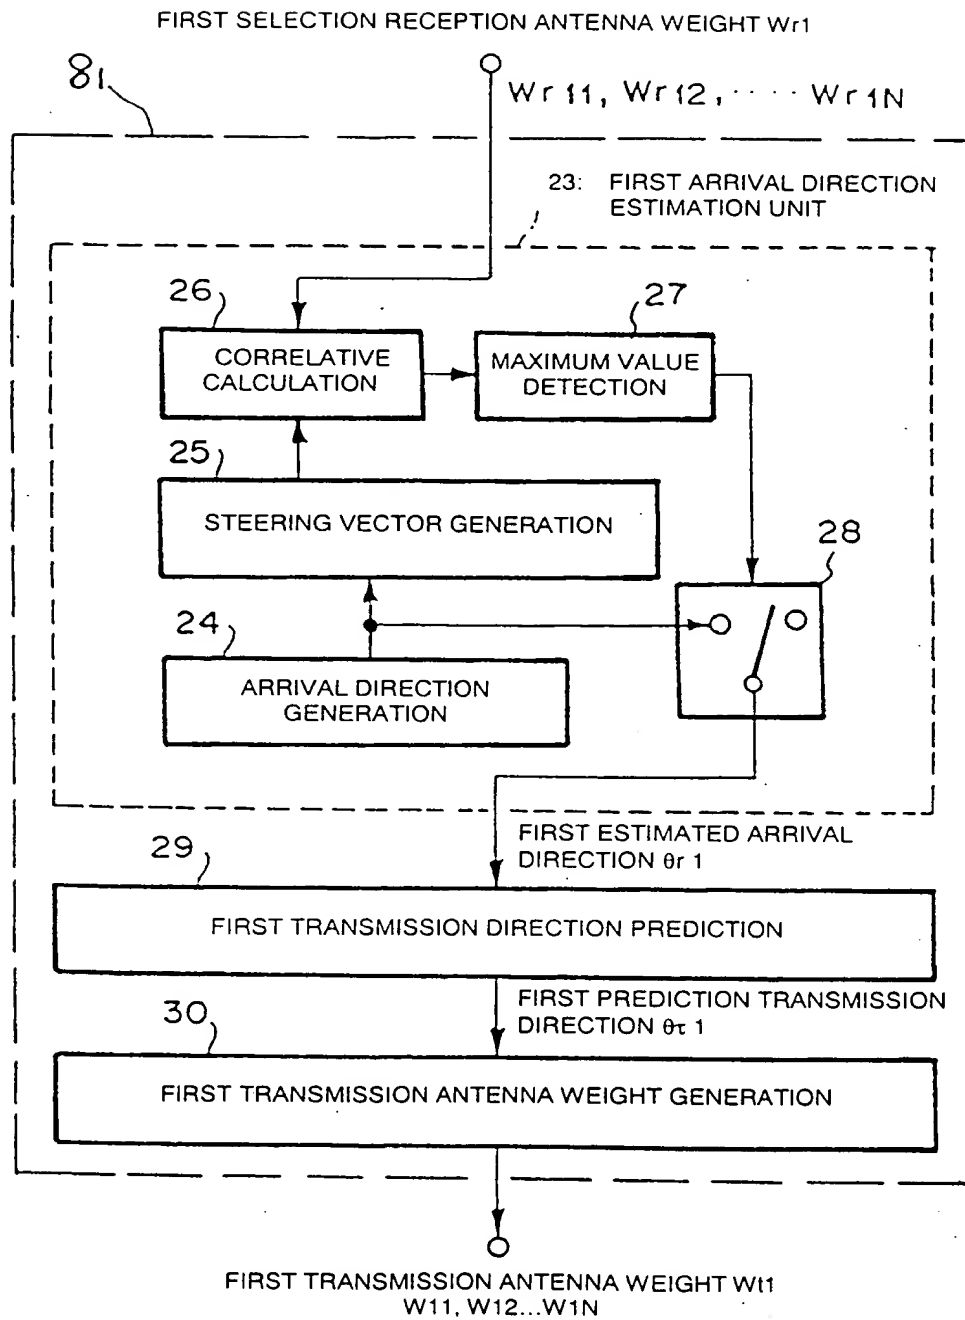 FIRST SELECTION RECEPTION ANTENNA WEIGHT Wr1
81
Wr11, Wr12, ····· Wr1N
23: FIRST ARRIVAL DIRECTION
ESTIMATION UNIT
26
27
CORRELATIVE
CALCULATION
MAXIMUM VALUE
DETECTION
25
STEERING VECTOR GENERATION
28
24
ARRIVAL DIRECTION
GENERATION
FIRST ESTIMATED ARRIVAL
DIRECTION θr 1
29
FIRST TRANSMISSION DIRECTION PREDICTION
FIRST PREDICTION TRANSMISSION
DIRECTION θτ 1
30
FIRST TRANSMISSION ANTENNA WEIGHT GENERATION
FIRST TRANSMISSION ANTENNA WEIGHT Wt1
W11, W12...W1N